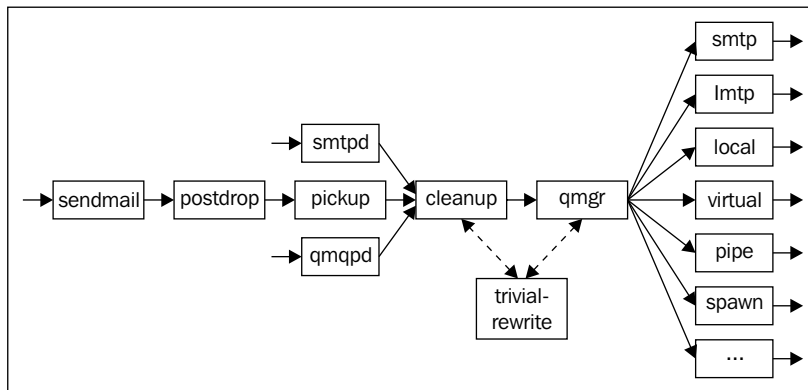 smtp
lmtp
smtpd
local
sendmail
postdrop
pickup
cleanup
qmgr
virtual
qmqpd
pipe
trivial-
rewrite
spawn
...